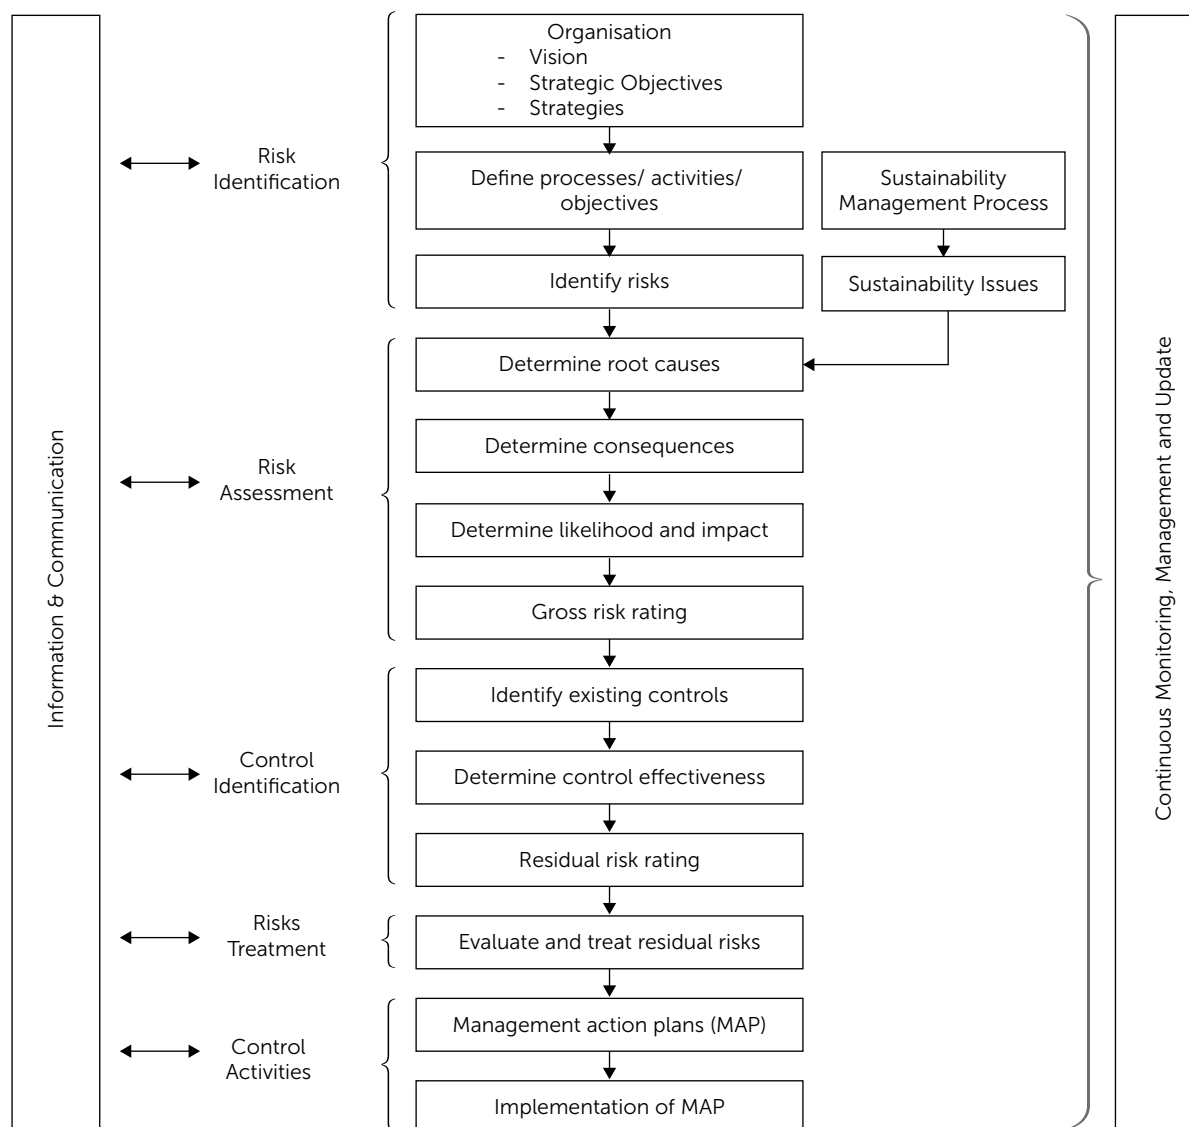 Organisation
- Vision
- Strategic Objectives
- Strategies
Risk
Identification
Define processes/ activities/
objectives
Sustainability
Management Process
Identify risks
Sustainability Issues
Determine root causes
Determine consequences
Risk
Assessment
Determine likelihood and impact
Gross risk rating
Identify existing controls
Control
Identification
Determine control effectiveness
Residual risk rating
Risks
Treatment
Evaluate and treat residual risks
Management action plans (MAP)
Control
Activities
Implementation of MAP
Information & Communication
Continuous Monitoring, Management and Update